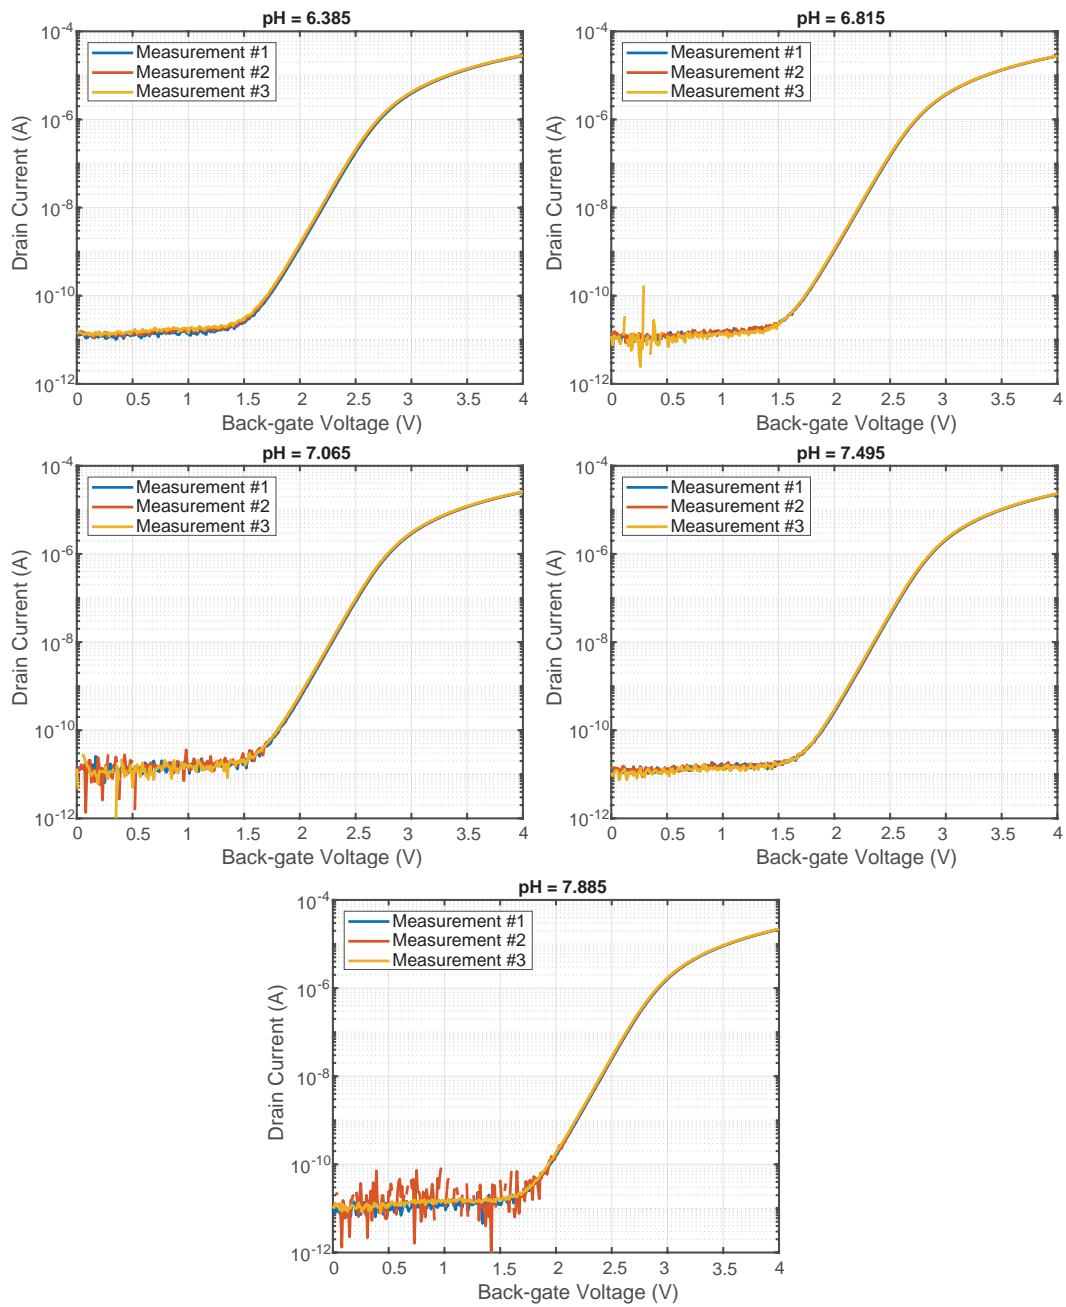 pH = 6.385
10^-4
10^-6
10^-8
10^-10
10^-12
Drain Current (A)
Measurement #1
Measurement #2
Measurement #3
0 0.5 1 1.5 2 2.5 3 3.5 4
Back-gate Voltage (V)
pH = 6.815
10^-4
10^-6
10^-8
10^-10
10^-12
Drain Current (A)
Measurement #1
Measurement #2
Measurement #3
0 0.5 1 1.5 2 2.5 3 3.5 4
Back-gate Voltage (V)
pH = 7.065
10^-4
10^-6
10^-8
10^-10
10^-12
Drain Current (A)
Measurement #1
Measurement #2
Measurement #3
0 0.5 1 1.5 2 2.5 3 3.5 4
Back-gate Voltage (V)
pH = 7.495
10^-4
10^-6
10^-8
10^-10
10^-12
Drain Current (A)
Measurement #1
Measurement #2
Measurement #3
0 0.5 1 1.5 2 2.5 3 3.5 4
Back-gate Voltage (V)
pH = 7.885
10^-4
10^-6
10^-8
10^-10
10^-12
Drain Current (A)
Measurement #1
Measurement #2
Measurement #3
0 0.5 1 1.5 2 2.5 3 3.5 4
Back-gate Voltage (V)